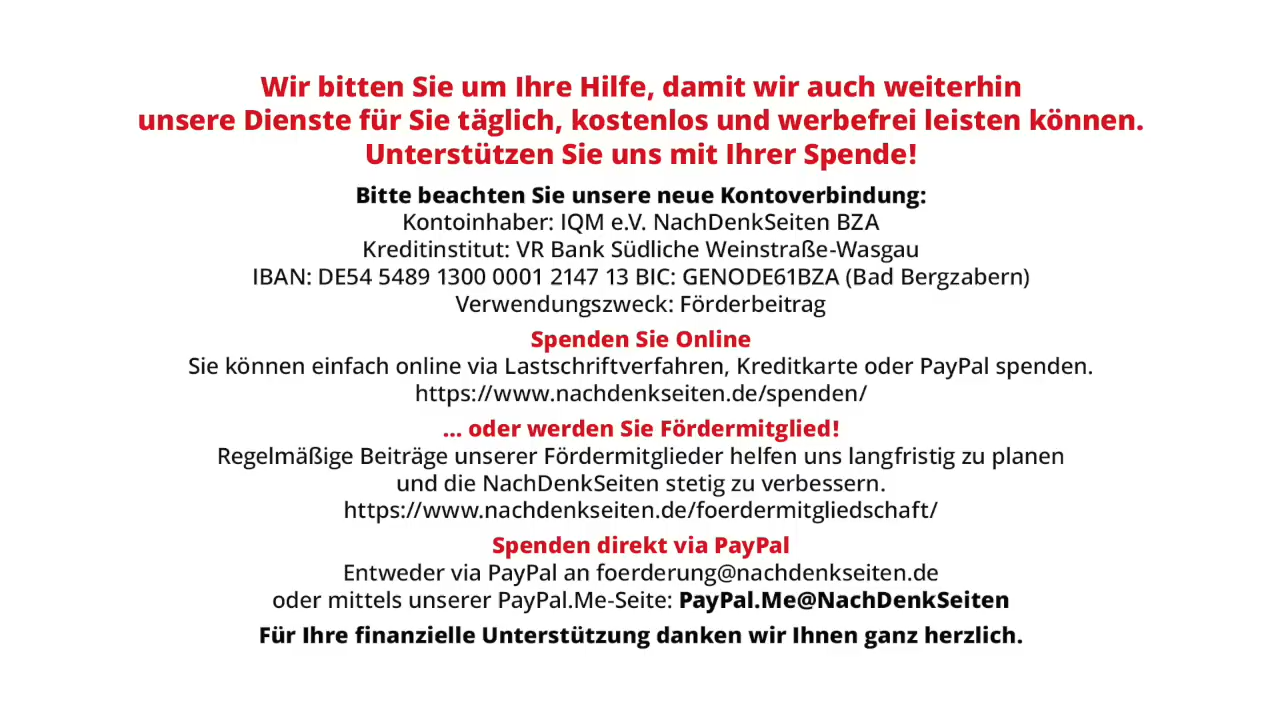 Wir bitten Sie um Ihre Hilfe, damit wir auch weiterhin
unsere Dienste für Sie täglich, kostenlos und werbefrei leisten können.
Unterstützen Sie uns mit Ihrer Spende!
Bitte beachten Sie unsere neue Kontoverbindung:
Kontoinhaber: IQM e.V. NachDenkSeiten BZA
Kreditinstitut: VR Bank Südliche Weinstraße-Wasgau
IBAN: DE54 5489 1300 0001 2147 13 BIC: GENODE61BZA (Bad Bergzabern)
Verwendungszweck: Förderbeitrag
Spenden Sie Online
Sie können einfach online via Lastschriftverfahren, Kreditkarte oder PayPal spenden.
https://www.nachdenkseiten.de/spenden/
... oder werden Sie Fördermitglied!
Regelmäßige Beiträge unserer Fördermitglieder helfen uns langfristig zu planen
und die NachDenkSeiten stetig zu verbessern.
https://www.nachdenkseiten.de/foerdermitgliedschaft/
Spenden direkt via PayPal
Entweder via PayPal an foerderung@nachdenkseiten.de
oder mittels unserer PayPal.Me-Seite: PayPal.Me@NachDenkSeiten
Für Ihre finanzielle Unterstützung danken wir Ihnen ganz herzlich.